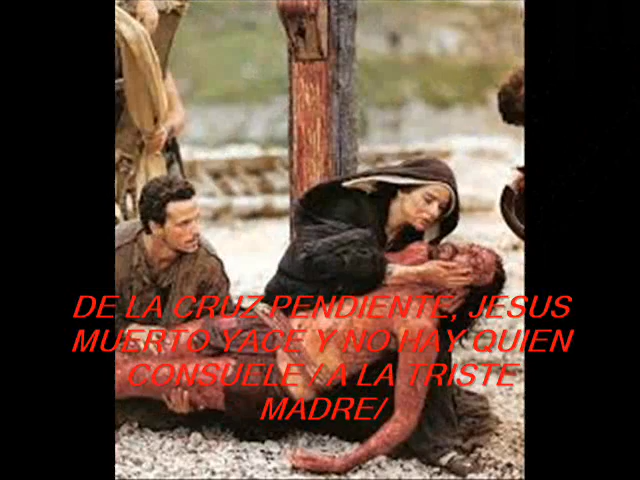 DE LA CRUZ PENDIENTE, JESUS
MUERTO YACE Y NO HAY QUIEN
CONSUELE / A LA TRISTE
MADRE/